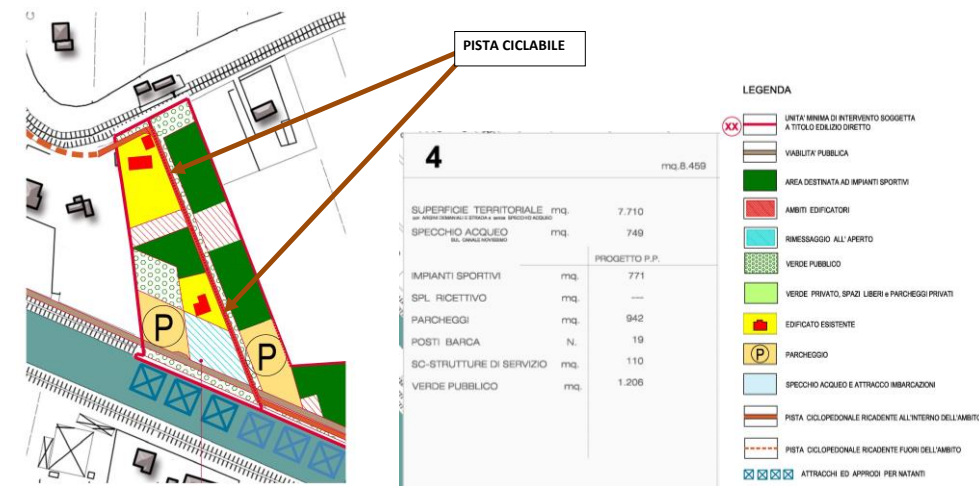 PISTA CICLABILE
P
P
4
mq.8.459
SUPERFICIE TERRITORIALE mq. 7.710
SPECCHIO ACQUEO mq. 749
SUL CANALE NOVISSIMO
PROGETTO P.P.
IMPIANTI SPORTIVI mq. 771
SPL RICETTIVO mq. ---
PARCHEGGI mq. 942
POSTI BARCA N. 19
SC-STRUTTURE DI SERVIZIO mq. 110
VERDE PUBBLICO mq. 1.206
LEGENDA
XX
UNITA' MINIMA DI INTERVENTO SOGGETTA
A TITOLO EDILIZIO DIRETTO
VIABILITA' PUBBLICA
AREA DESTINATA AD IMPIANTI SPORTIVI
AMBITI EDIFICATORI
RIMESSAGGIO ALL' APERTO
VERDE PUBBLICO
VERDE PRIVATO, SPAZI LIBERI e PARCHEGGI PRIVATI
EDIFICATO ESISTENTE
P
PARCHEGGIO
SPECCHIO ACQUEO E ATTRACCO IMBARCAZIONI
PISTA CICLOPEDONALE RICADENTE ALL'INTERNO DELL'AMBITO
PISTA CICLOPEDONALE RICADENTE FUORI DELL'AMBITO
ATTRACCHI ED APPRODI PER NATANTI